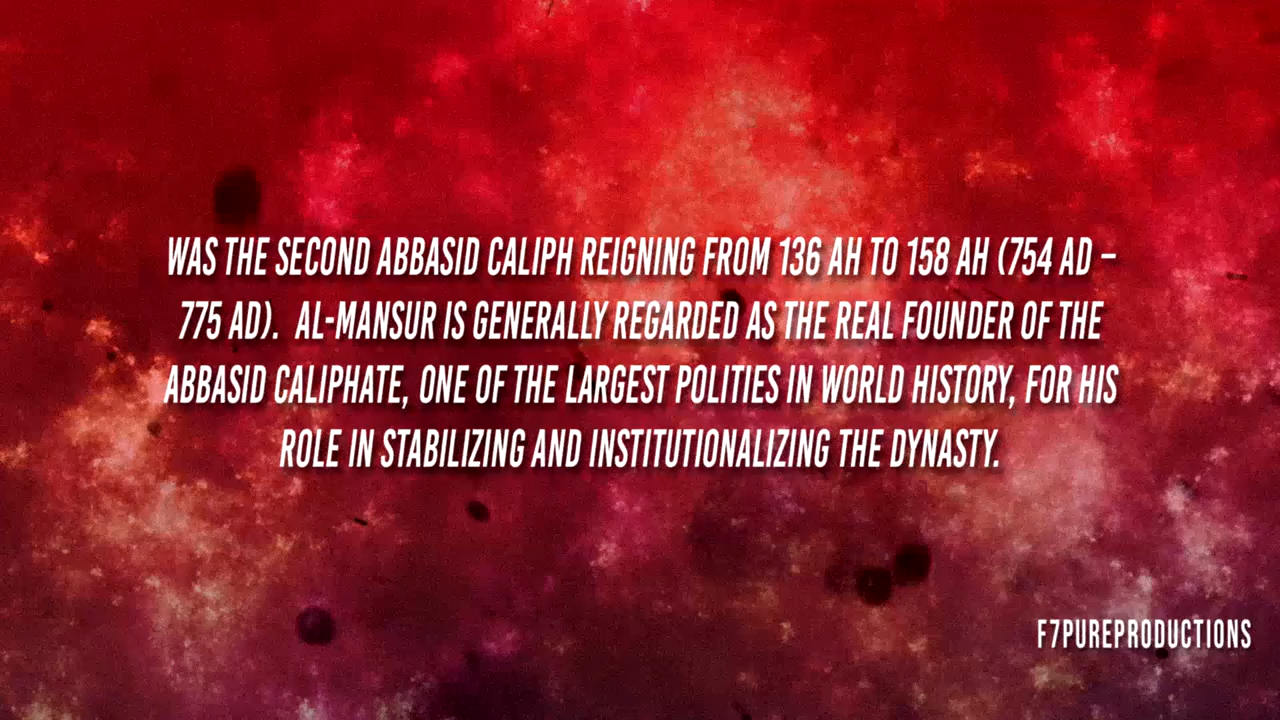 WAS THE SECOND ABBASID CALIPH REIGNING FROM 136 AH TO 158 AH (754 AD –
775 AD). AL-MANSUR IS GENERALLY REGARDED AS THE REAL FOUNDER OF THE
ABBASID CALIPHATE, ONE OF THE LARGEST POLITIES IN WORLD HISTORY, FOR HIS
ROLE IN STABILIZING AND INSTITUTIONALIZING THE DYNASTY.
F7PUREPRODUCTIONS